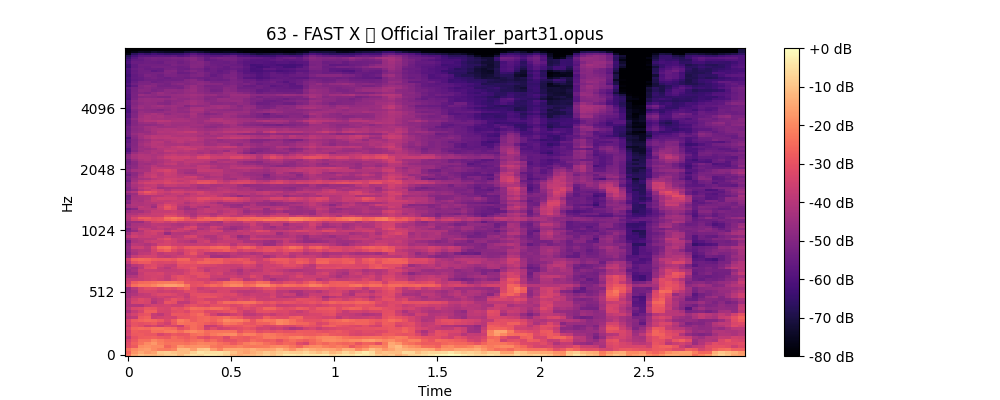 63 - FAST X ▯ Official Trailer_part31.opus
+0 dB
-10 dB
-20 dB
-30 dB
-40 dB
-50 dB
-60 dB
-70 dB
-80 dB
4096
2048
1024
512
0
Hz
0
0.5
1
1.5
2
2.5
Time